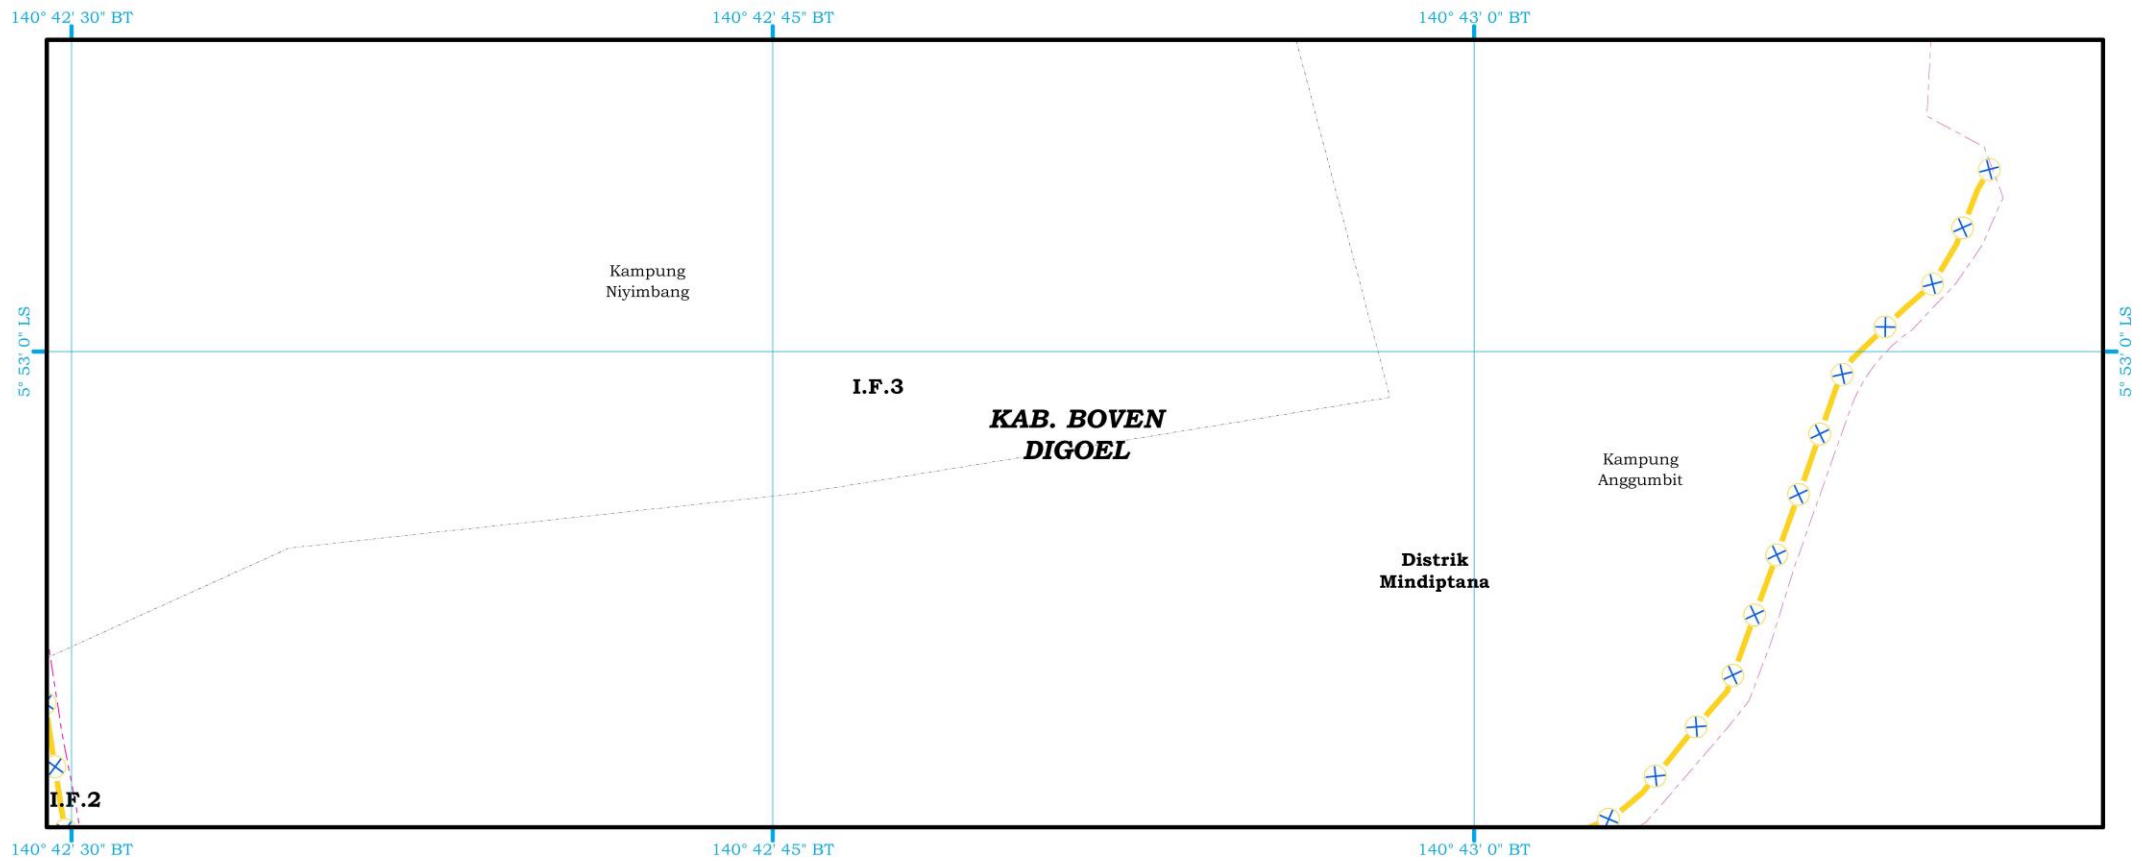 140° 42' 30" BT
140° 42' 45" BT
140° 43' 0" BT
Kampung
Niyimbang
5° 53' 0" LS
5° 53' 0" LS
I.F.3
KAB. BOVEN
DIGOEL
Kampung
Anggumbit
Distrik
Mindiptana
I.F.2
140° 42' 30" BT
140° 42' 45" BT
140° 43' 0" BT